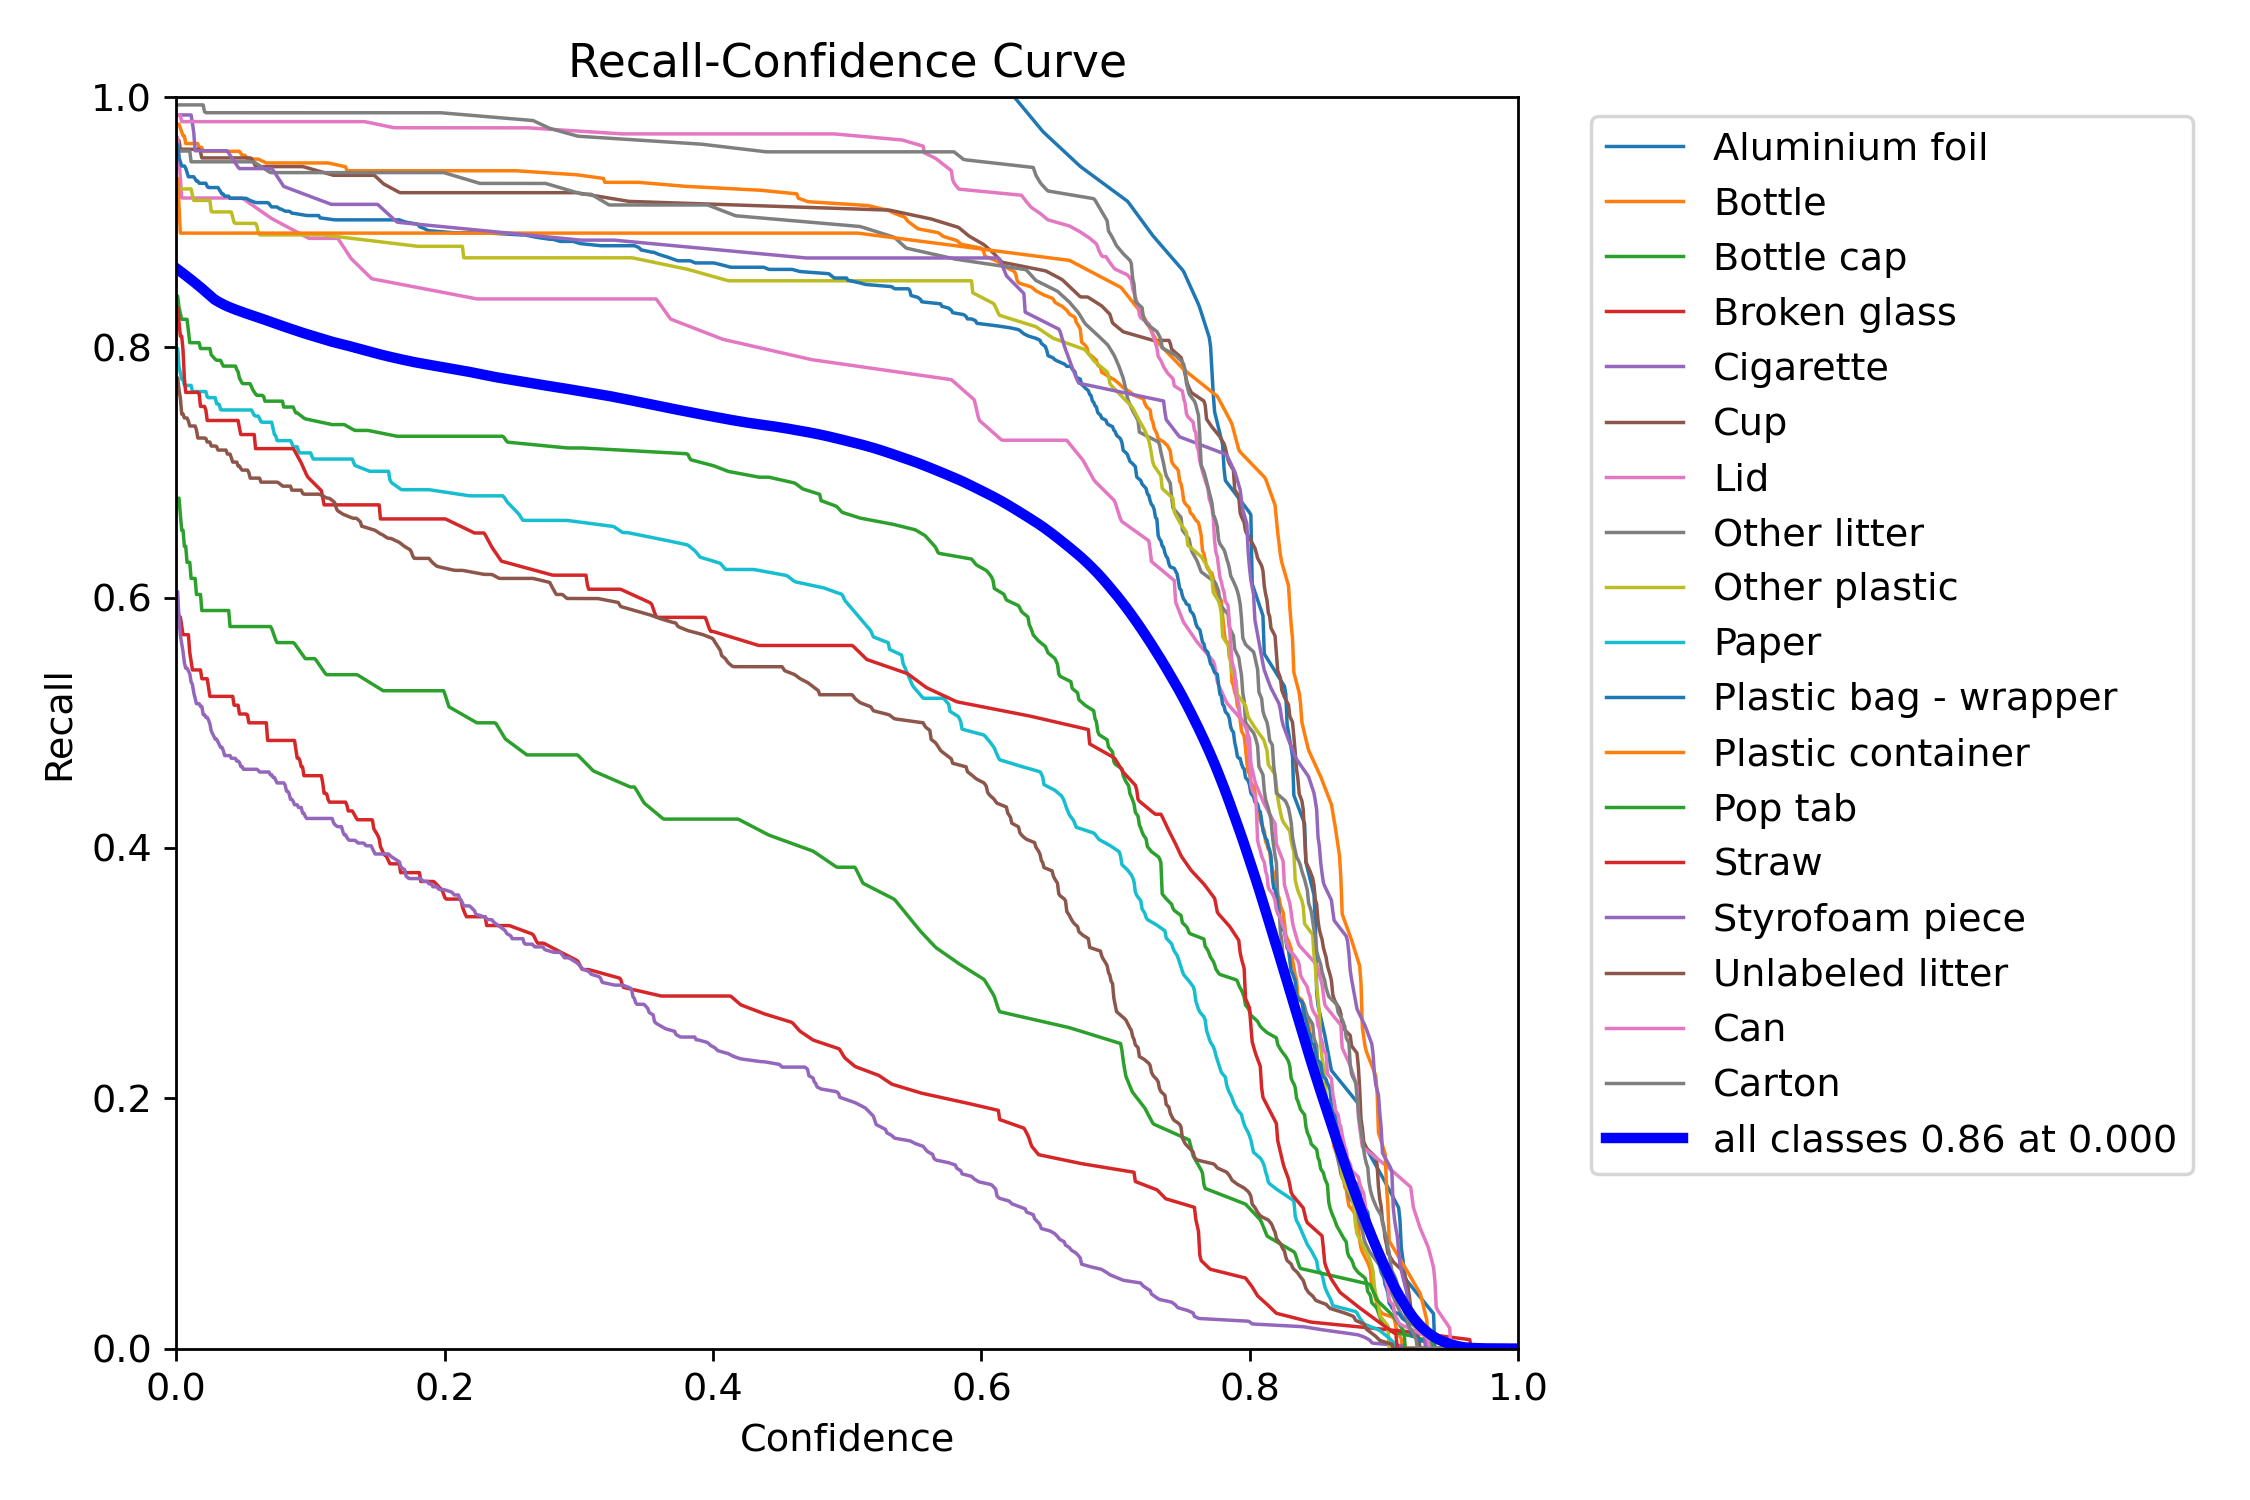 Recall-Confidence Curve
1.0
0.8
0.6
0.4
0.2
0.0
Recall
0.0 0.2 0.4 0.6 0.8 1.0
Confidence
Aluminium foil
Bottle
Bottle cap
Broken glass
Cigarette
Cup
Lid
Other litter
Other plastic
Paper
Plastic bag - wrapper
Plastic container
Pop tab
Straw
Styrofoam piece
Unlabeled litter
Can
Carton
all classes 0.86 at 0.000